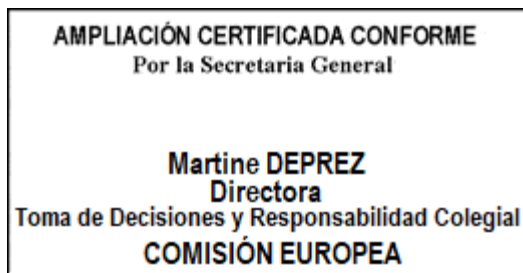 AMPLIACIÓN CERTIFICADA CONFORME
Por la Secretaria General
Martine DEPREZ
Directora
Toma de Decisiones y Responsabilidad Colegial
COMISIÓN EUROPEA